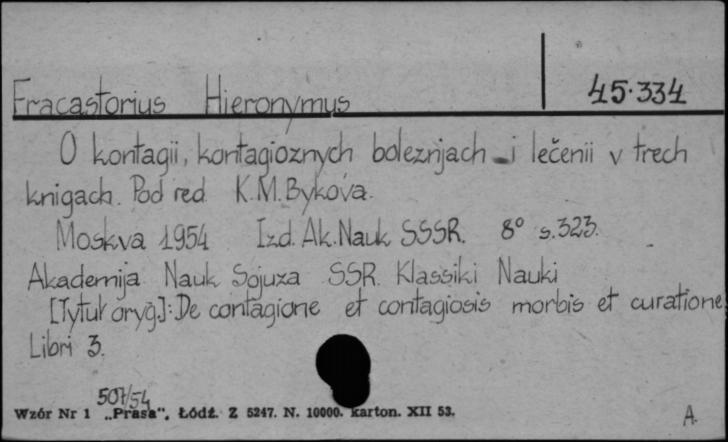 Fracastorius Hieronymus 45.334
O kontagii, kontagioznych boleznjach i lečenii v trech
knigach. Pod red. K.M.Bykova.
Moskva 1954 Izd. Ak. Nauk SSSR. 8° s.323.
Akademija Nauk Sojuza SSR. Klassiki Nauki
[Tytuł oryg]: De contagione et contagiosis morbis et curatione,
Libri 3.
507/54
Wzór Nr 1 „Prasa”, Łódź. Z 5247. N. 10000. karton. XII 53. A.